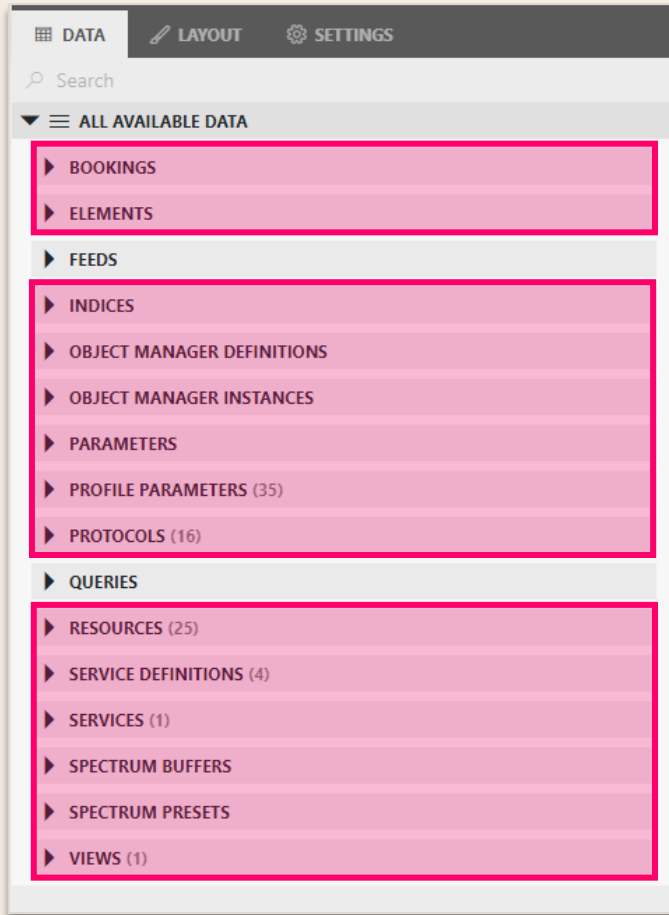 DATA LAYOUT SETTINGS
Search
ALL AVAILABLE DATA
BOOKINGS
ELEMENTS
FEEDS
INDICES
OBJECT MANAGER DEFINITIONS
OBJECT MANAGER INSTANCES
PARAMETERS
PROFILE PARAMETERS (35)
PROTOCOLS (16)
QUERIES
RESOURCES (25)
SERVICE DEFINITIONS (4)
SERVICES (1)
SPECTRUM BUFFERS
SPECTRUM PRESETS
VIEWS (1)